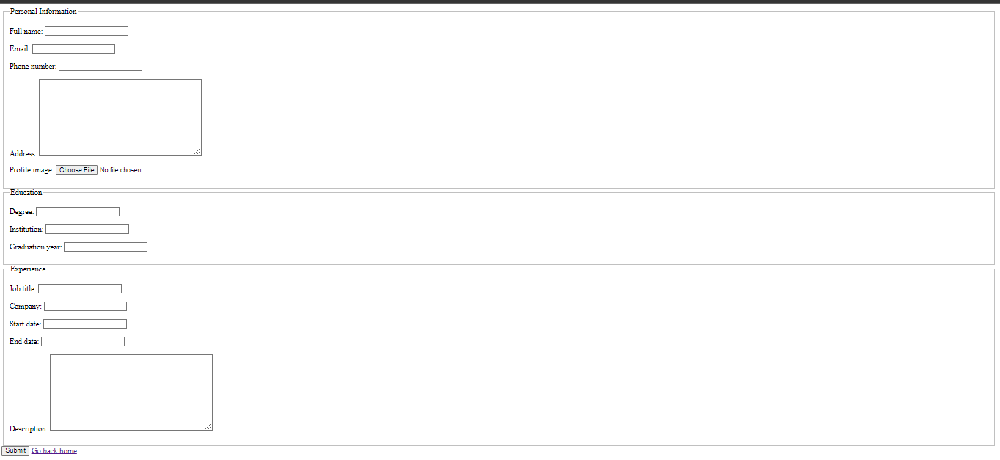 Personal Information
Full name:
Email:
Phone number:
Address:
Profile image: Choose File No file chosen
Education
Degree:
Institution:
Graduation year:
Experience
Job title:
Company:
Start date:
End date:
Description:
Submit Go back home